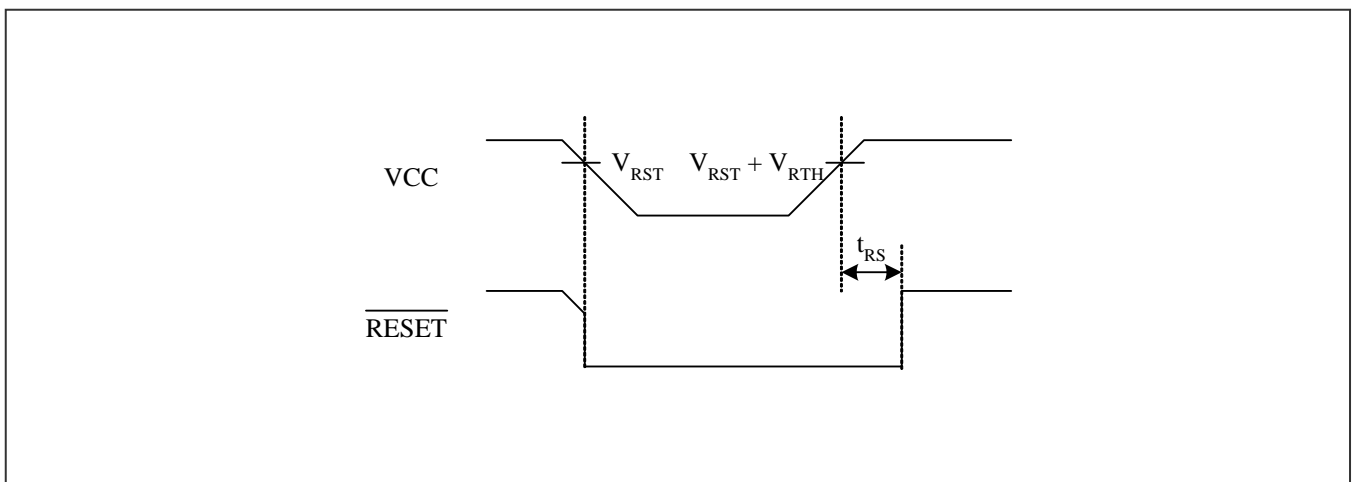 VCC
V_RST
V_RST + V_RTH
t_RS
RESET